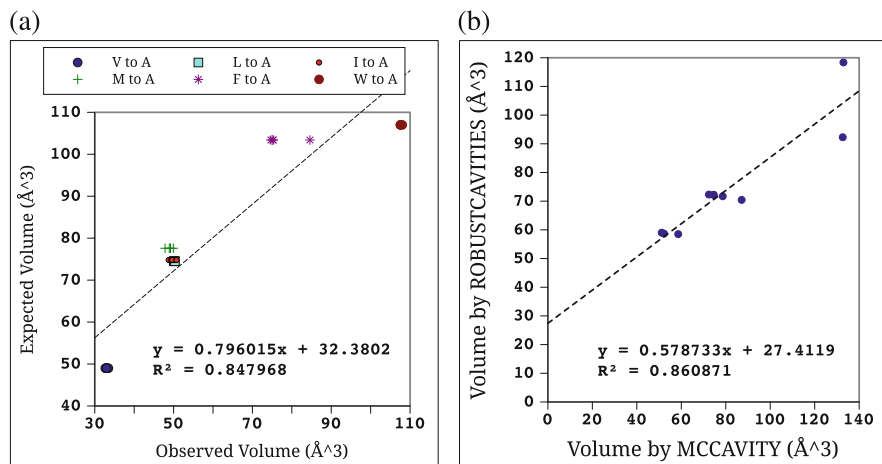 (a)
V to A L to A I to A
M to A F to A W to A
110
100
90
80
70
60
50
40
Expected Volume (Å^3)
y = 0.796015x + 32.3802
R² = 0.847968
30 50 70 90 110
Observed Volume (Å^3)
(b)
120
110
100
90
80
70
60
50
40
30
20
10
0
Volume by ROBUSTCAVITIES (Å^3)
y = 0.578733x + 27.4119
R² = 0.860871
0 20 40 60 80 100 120 140
Volume by MCCAVITY (Å^3)